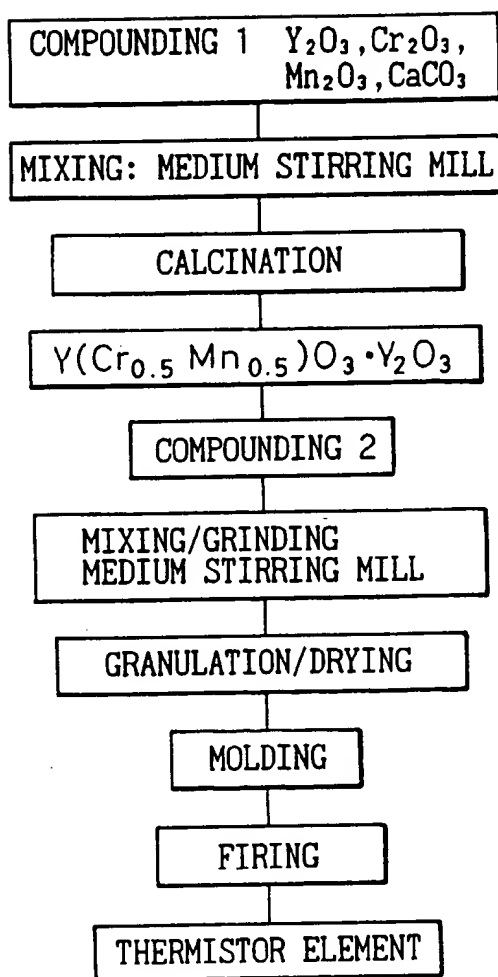 COMPOUNDING 1 Y₂O₃,Cr₂O₃,
Mn₂O₃,CaCO₃
MIXING: MEDIUM STIRRING MILL
CALCINATION
Y(Cr₀.₅ Mn₀.₅)O₃·Y₂O₃
COMPOUNDING 2
MIXING/GRINDING
MEDIUM STIRRING MILL
GRANULATION/DRYING
MOLDING
FIRING
THERMISTOR ELEMENT